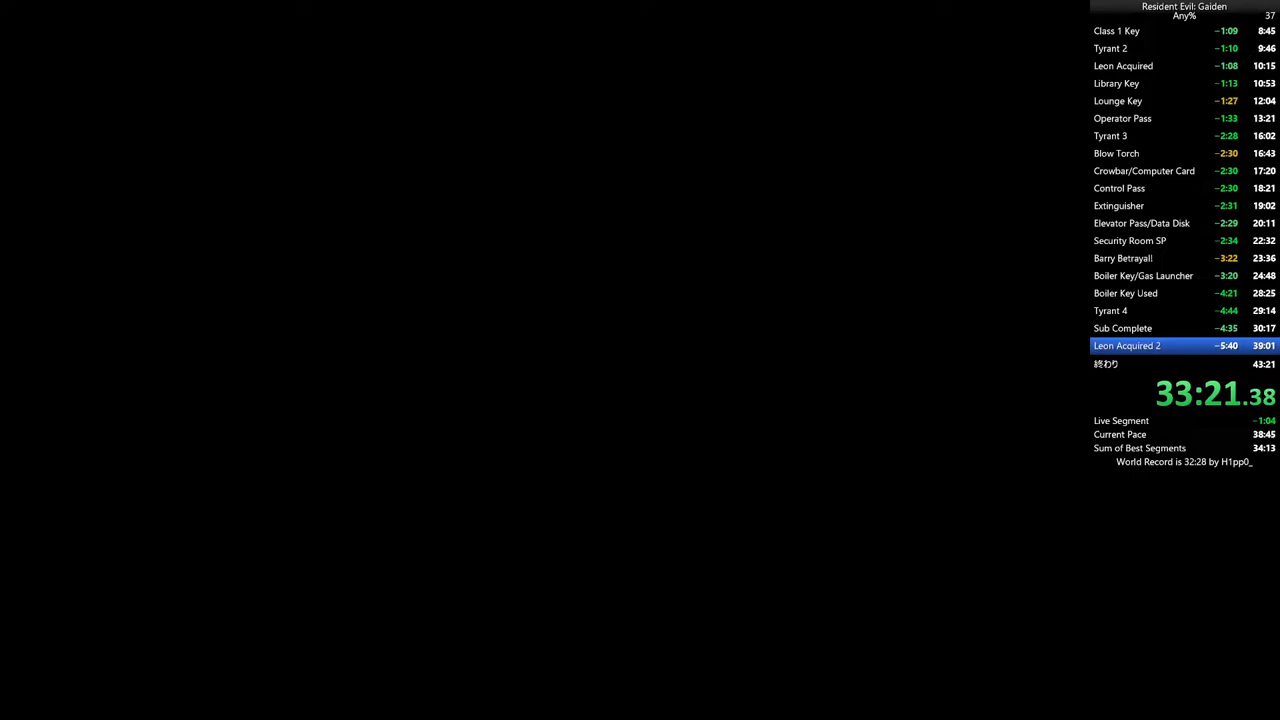 Resident Evil: Gaiden
Any% 37
Class 1 Key −1:09 8:45
Tyrant 2 −1:10 9:46
Leon Acquired −1:08 10:15
Library Key −1:13 10:53
Lounge Key −1:27 12:04
Operator Pass −1:33 13:21
Tyrant 3 −2:28 16:02
Blow Torch −2:30 16:43
Crowbar/Computer Card −2:30 17:20
Control Pass −2:30 18:21
Extinguisher −2:31 19:02
Elevator Pass/Data Disk −2:29 20:11
Security Room SP −2:34 22:32
Barry Betrayal! −3:22 23:36
Boiler Key/Gas Launcher −3:20 24:48
Boiler Key Used −4:21 28:25
Tyrant 4 −4:44 29:14
Sub Complete −4:35 30:17
Leon Acquired 2 −5:40 39:01
終わり 43:21
33:21.38
Live Segment −1:04
Current Pace 38:45
Sum of Best Segments 34:13
World Record is 32:28 by H1pp0_